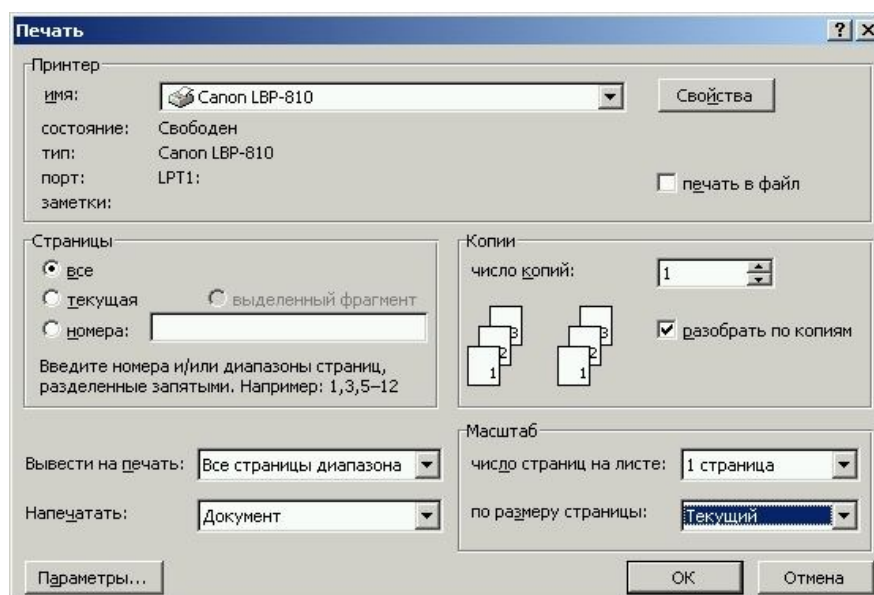 Печать
Принтер
имя: Canon LBP-810 Свойства
состояние: Свободен
тип: Canon LBP-810
порт: LPT1: печать в файл
заметки:
Страницы
все
текущая выделенный фрагмент
номера:
Введите номера и/или диапазоны страниц,
разделенные запятыми. Например: 1,3,5–12
Копии
число копий: 1
3 3
2 2
1 1
разобрать по копиям
Вывести на печать: Все страницы диапазона
Напечатать: Документ
Масштаб
число страниц на листе: 1 страница
по размеру страницы: Текущий
Параметры... ОК Отмена